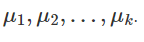 μ₁, μ₂, …, μₖ.